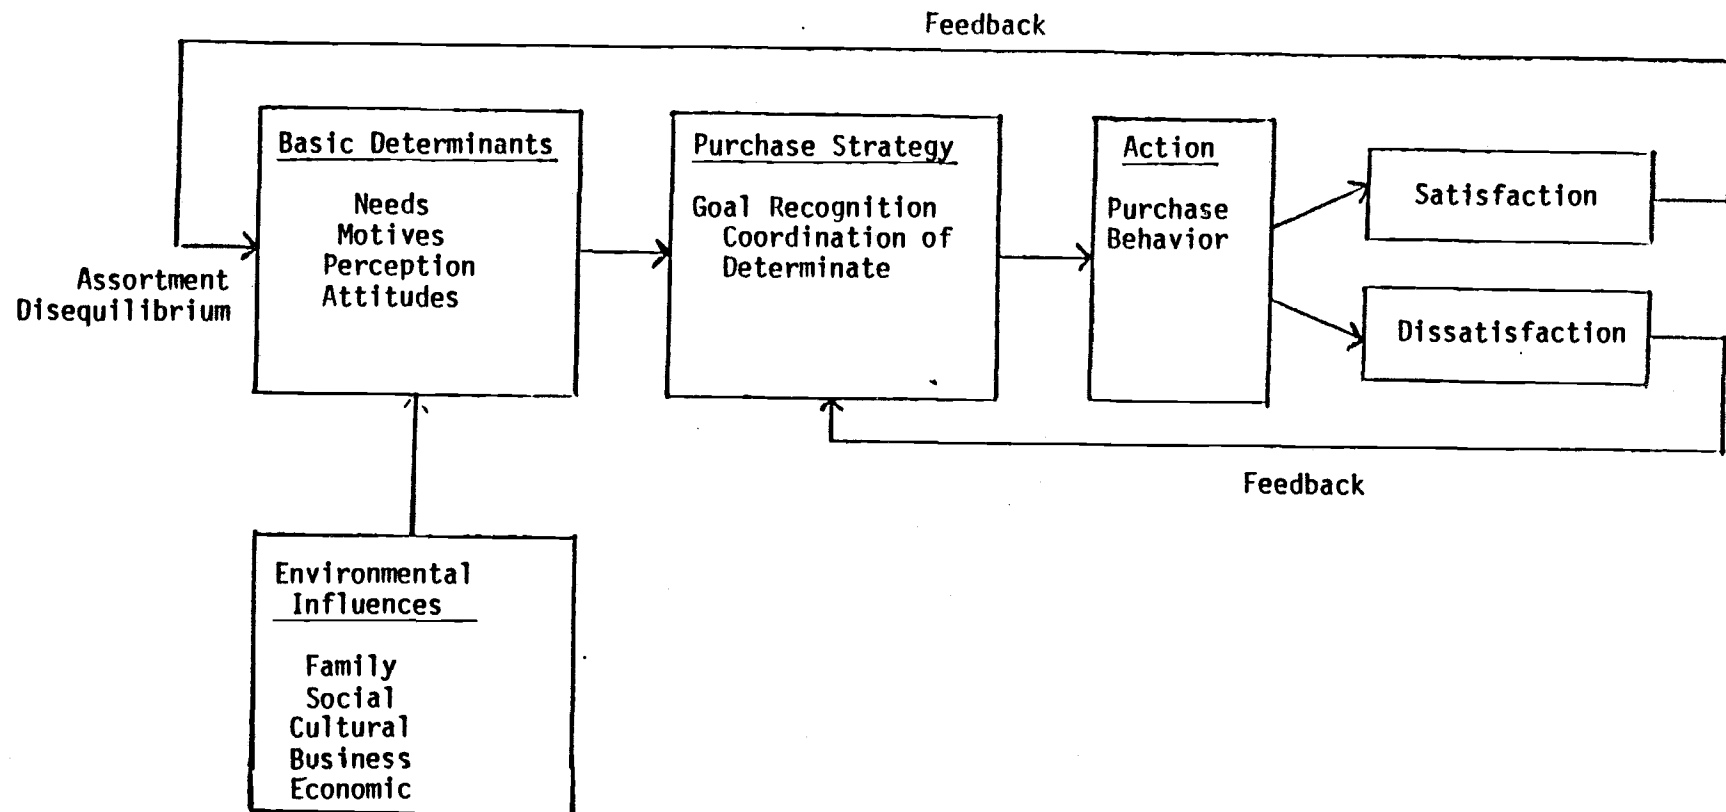 Feedback
Basic Determinants
Needs
Motives
Perception
Attitudes
Assortment
Disequilibrium
Purchase Strategy
Goal Recognition
Coordination of
Determinate
Action
Purchase
Behavior
Satisfaction
Dissatisfaction
Feedback
Environmental
Influences
Family
Social
Cultural
Business
Economic